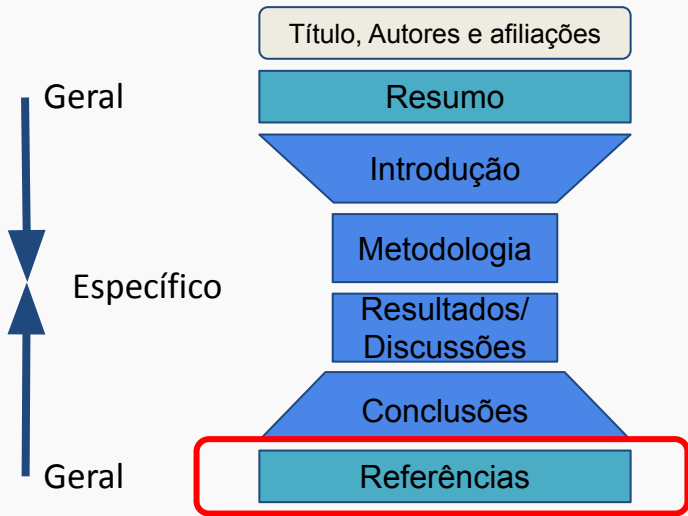 Título, Autores e afiliações
Geral
Resumo
Introdução
Metodologia
Específico
Resultados/
Discussões
Conclusões
Geral
Referências